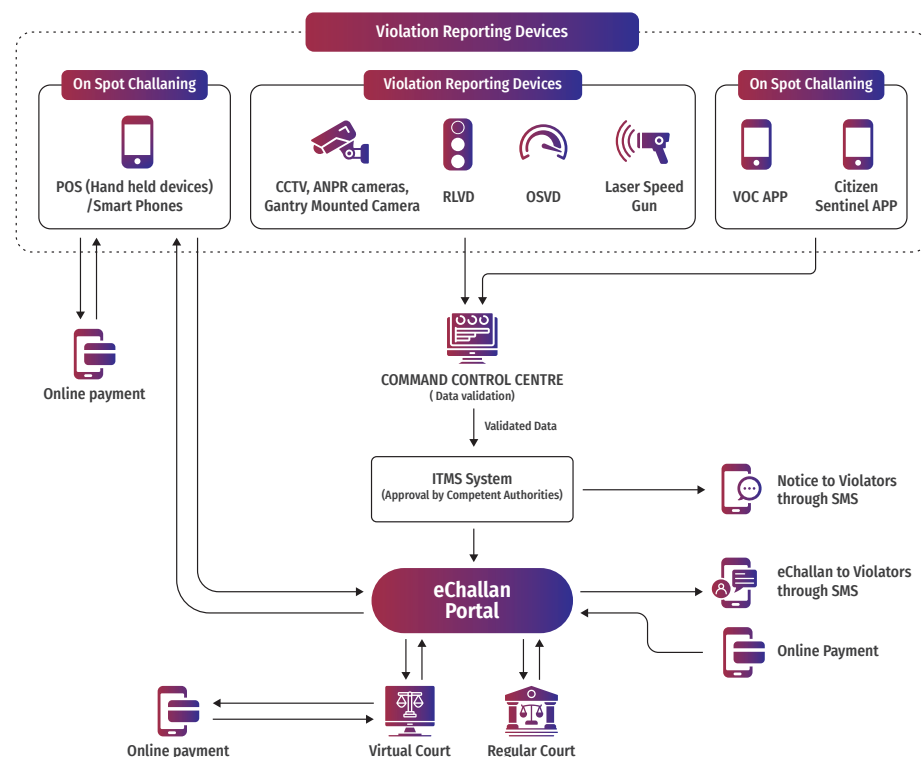 Violation Reporting Devices
On Spot Challaning
POS (Hand held devices)
/Smart Phones
Violation Reporting Devices
CCTV, ANPR cameras,
Gantry Mounted Camera
RLVD
OSVD
Laser Speed
Gun
On Spot Challaning
VOC APP
Citizen
Sentinel APP
Online payment
COMMAND CONTROL CENTRE
( Data validation)
Validated Data
ITMS System
(Approval by Competent Authorities)
Notice to Violators
through SMS
eChallan
Portal
eChallan to Violators
through SMS
Online Payment
Online payment
Virtual Court
Regular Court